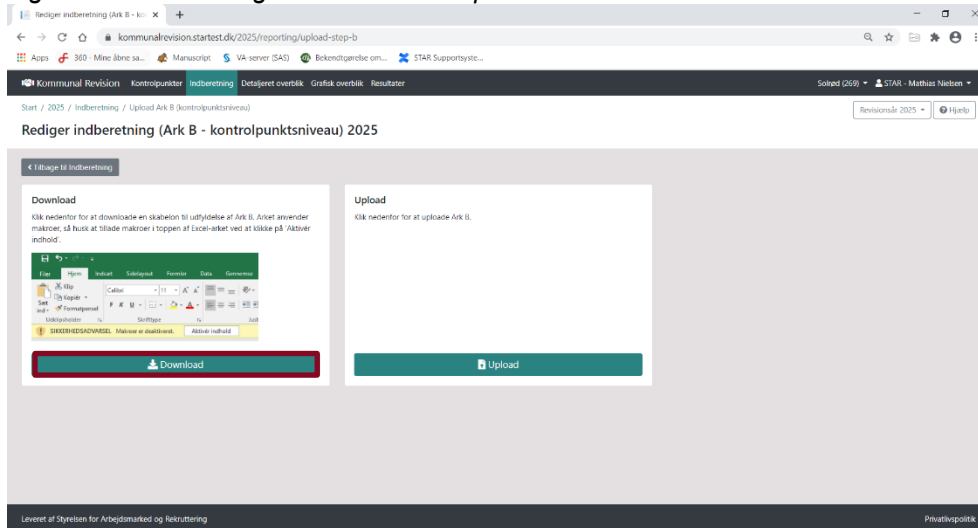 Rediger indberetning (Ark B - kon
kommunalrevision.startest.dk/2025/reporting/upload-step-b
Apps 360 - Mine åbne sa... Manuscript VA-server (SAS) Bekendtgørelse om... STAR Supportsyste...
Kommunal Revision Kontrolpunkter Indberetning Detaljeret overblik Grafisk overblik Resultater Solrød (269) STAR - Mathias Nielsen
Start / 2025 / Indberetning / Upload Ark B (kontrolpunktsniveau) Revisionsår 2025 Hjælp
Rediger indberetning (Ark B - kontrolpunktsniveau) 2025
Tilbage til Indberetning
Download
Klik nedenfor for at downloade en skabelon til udfyldelse af Ark B. Arket anvender
makroer, så husk at tillade makroer i toppen af Excel-arket ved at klikke på 'Aktivér
indhold'.
Filer Hjem Indsæt Sidelayout Formler Data Gennemse
Klip
Calibri 11
Kopiér
Sæt
ind
Formatpensel
F K U
Udklipsholder Skrifttype
SIKKERHEDSADVARSEL Makroer er deaktiveret. Aktivér indhold
Download
Upload
Klik nedenfor for at uploade Ark B.
Upload
Leveret af Styrelsen for Arbejdsmarked og Rekruttering Privatlivspolitik